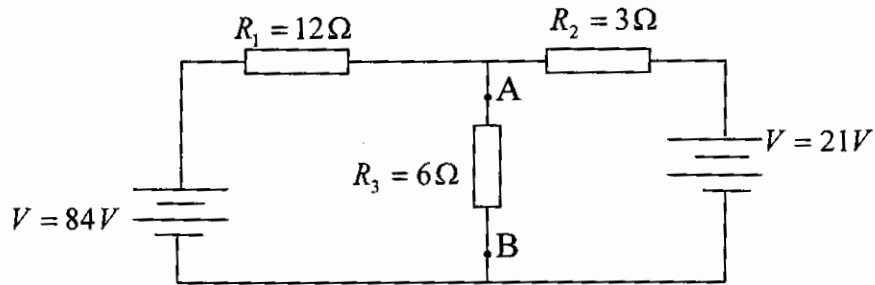 R₁ = 12Ω
R₂ = 3Ω
A
V = 21V
R₃ = 6Ω
V = 84V
B